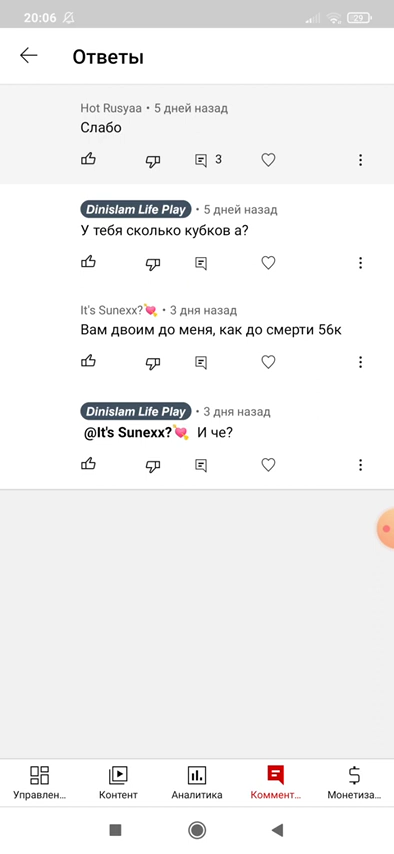 20:06
29
Ответы
Hot Rusyaa • 5 дней назад
Слабо
3
Dinislam Life Play • 5 дней назад
У тебя сколько кубков а?
It's Sunexx?💘 • 3 дня назад
Вам двоим до меня, как до смерти 56к
Dinislam Life Play • 3 дня назад
@It's Sunexx?💘 И че?
Управлен... Контент Аналитика Коммент... Монетиза...